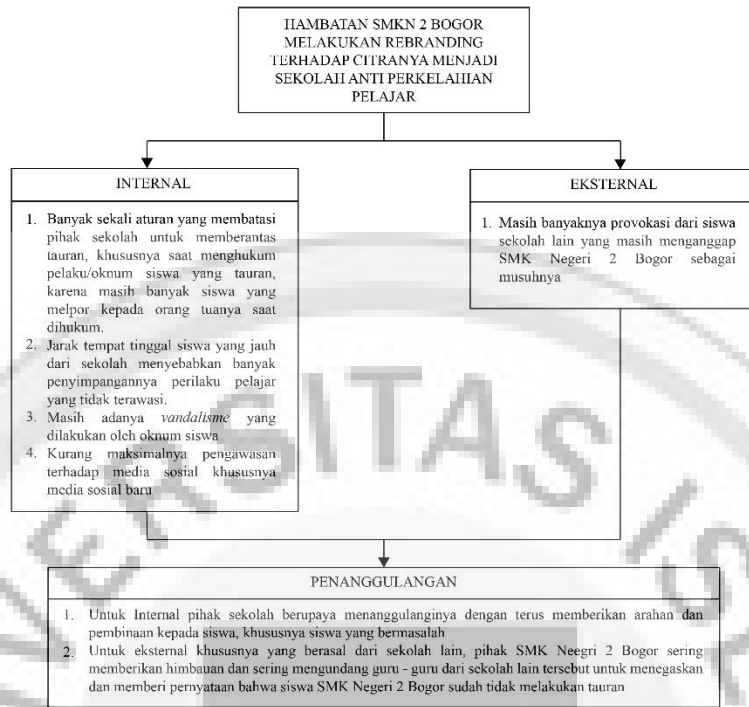 HAMBATAN SMKN 2 BOGOR
MELAKUKAN REBRANDING
TERHADAP CITRANYA MENJADI
SEKOLAH ANTI PERKELAHIAN
PELAJAR
INTERNAL
1. Banyak sekali aturan yang membatasi
pihak sekolah untuk memberantas
tauran, khususnya saat menghukum
pelaku/oknum siswa yang tauran,
karena masih banyak siswa yang
melpor kepada orang tuanya saat
dihukum.
2. Jarak tempat tinggal siswa yang jauh
dari sekolah menyebabkan banyak
penyimpangannya perilaku pelajar
yang tidak terawasi.
3. Masih adanya vandalisme yang
dilakukan oleh oknum siswa
4. Kurang maksimalnya pengawasan
terhadap media sosial khususnya
media sosial baru
EKSTERNAL
1. Masih banyaknya provokasi dari siswa
sekolah lain yang masih menganggap
SMK Negeri 2 Bogor sebagai
musuhnya
PENANGGULANGAN
1. Untuk Internal pihak sekolah berupaya menanggulanginya dengan terus memberikan arahan dan
pembinaan kepada siswa, khususnya siswa yang bermasalah
2. Untuk eksternal khususnya yang berasal dari sekolah lain, pihak SMK Neegri 2 Bogor sering
memberikan himbauan dan sering mengundang guru - guru dari sekolah lain tersebut untuk menegaskan
dan memberi pernyataan bahwa siswa SMK Negeri 2 Bogor sudah tidak melakukan tauran